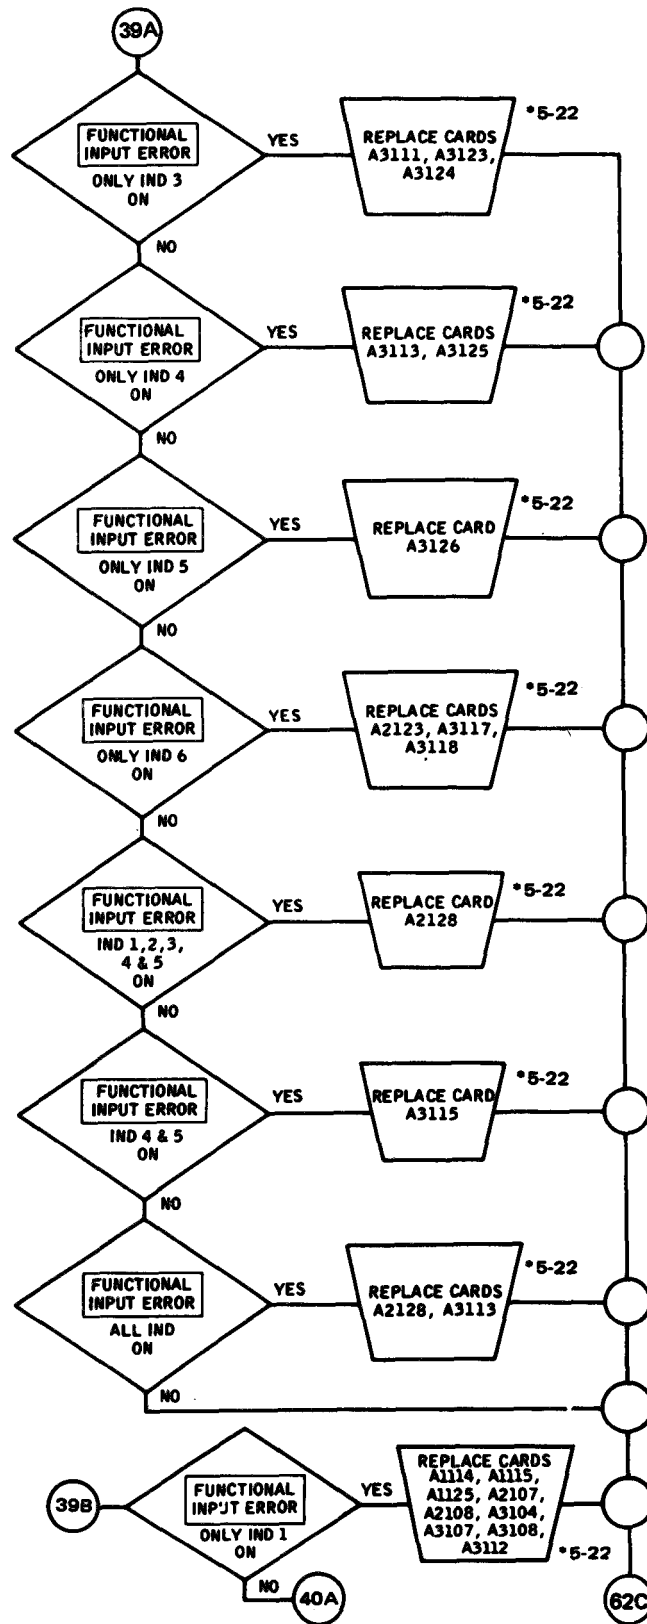 39A
FUNCTIONAL
INPUT ERROR
ONLY IND 3
ON
YES
REPLACE CARDS
A3111, A3123,
A3124
*5-22
NO
FUNCTIONAL
INPUT ERROR
ONLY IND 4
ON
YES
REPLACE CARDS
A3113, A3125
*5-22
NO
FUNCTIONAL
INPUT ERROR
ONLY IND 5
ON
YES
REPLACE CARD
A3126
*5-22
NO
FUNCTIONAL
INPUT ERROR
ONLY IND 6
ON
YES
REPLACE CARDS
A2123, A3117,
A3118
*5-22
NO
FUNCTIONAL
INPUT ERROR
IND 1,2,3,
4 & 5
ON
YES
REPLACE CARD
A2128
*5-22
NO
FUNCTIONAL
INPUT ERROR
IND 4 & 5
ON
YES
REPLACE CARD
A3115
*5-22
NO
FUNCTIONAL
INPUT ERROR
ALL IND
ON
YES
REPLACE CARDS
A2128, A3113
*5-22
NO
39B
FUNCTIONAL
INPUT ERROR
ONLY IND 1
ON
YES
REPLACE CARDS
A1114, A1115,
A1125, A2107,
A2108, A3104,
A3107, A3108,
A3112
*5-22
NO
40A
62C